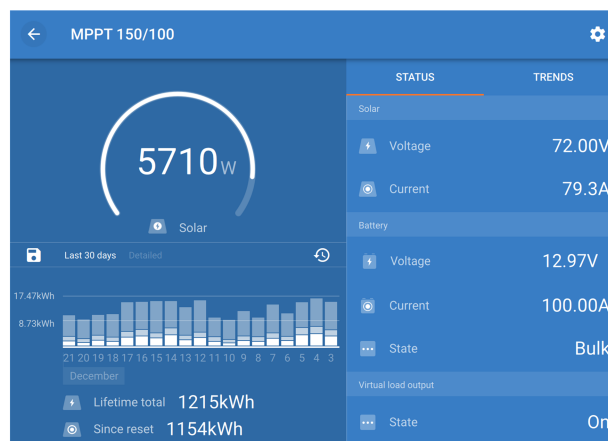 MPPT 150/100
5710W
Solar
Last 30 days Detailed
17.47kWh
8.73kWh
21 20 19 18 17 16 15 14 13 12 11 10 9 8 7 6 5 4 3
December
Lifetime total 1215kWh
Since reset 1154kWh
STATUS TRENDS
Solar
Voltage 72.00V
Current 79.3A
Battery
Voltage 12.97V
Current 100.00A
State Bulk
Virtual load output
State On